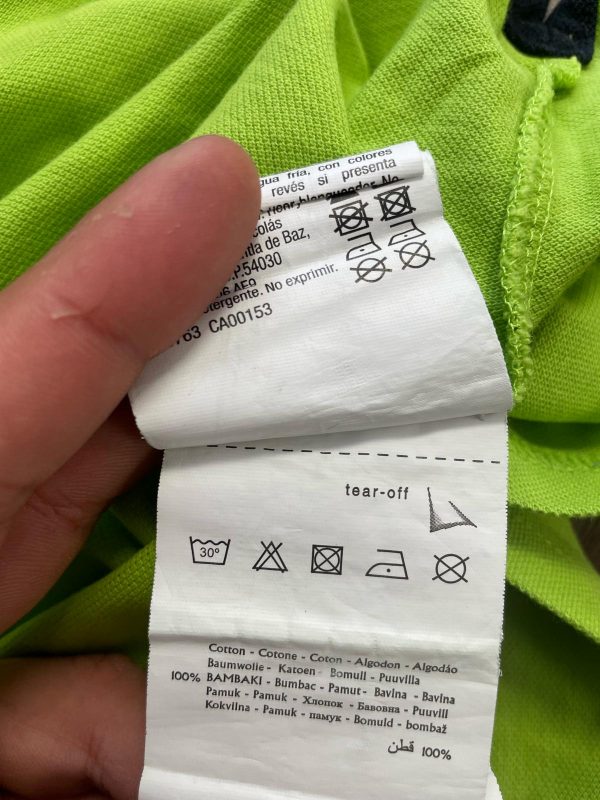 gua fría, con colores
revés si presenta
colás
ntla de Baz,
.P.54030
etergente. No exprimir.
763 CA00153
tear-off
30°
Cotton - Cotone - Coton - Algodon - Algodão
Baumwolle - Katoen - Bomull - Puuvilla
100% BAMBAKI - Bumbac - Pamut - Bavlna - Bavlna
Pamuk - Pamuk - Хлопок - Бавовна - Puuvill
Kokvilna - Pamuk - памук - Bomuld - bombaž
100% قطن